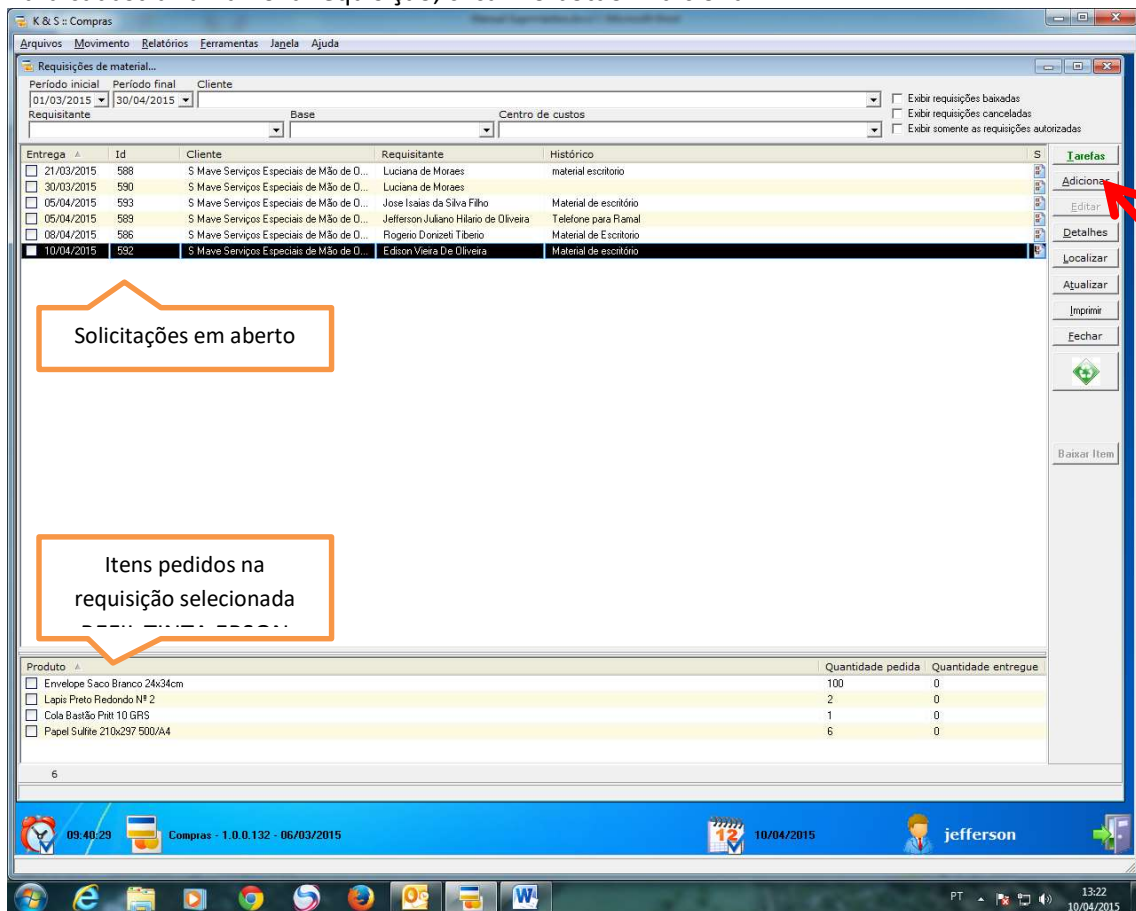 K & S :: Compras
Arquivos Movimento Relatórios Ferramentas Janela Ajuda
Requisições de material...
Período inicial Período final Cliente
01/03/2015 30/04/2015
Exibir requisições baixadas
Exibir requisições canceladas
Requisitante Base Centro de custos
Exibir somente as requisições autorizadas
Entrega Id Cliente Requisitante Histórico S
21/03/2015 588 S Mave Serviços Especiais de Mão de O... Luciana de Moraes material escritorio
30/03/2015 590 S Mave Serviços Especiais de Mão de O... Luciana de Moraes
05/04/2015 593 S Mave Serviços Especiais de Mão de O... Jose Isaias da Silva Filho Material de escritório
05/04/2015 589 S Mave Serviços Especiais de Mão de O... Jefferson Juliano Hilario de Oliveira Telefone para Ramal
08/04/2015 586 S Mave Serviços Especiais de Mão de O... Rogerio Donizeti Tiberio Material de Escritorio
10/04/2015 592 S Mave Serviços Especiais de Mão de O... Edison Vieira De Oliveira Material de escritório
Tarefas
Adicionar
Editar
Detalhes
Localizar
Atualizar
Imprimir
Fechar
Baixar Item
Solicitações em aberto
Itens pedidos na
requisição selecionada
Produto Quantidade pedida Quantidade entregue
Envelope Saco Branco 24x34cm 100 0
Lapis Preto Redondo Nº 2 2 0
Cola Bastão Pritt 10 GRS 1 0
Papel Sulfite 210x297 500/A4 6 0
6
09:40:29 Compras - 1.0.0.132 - 06/03/2015 12 10/04/2015 jefferson
PT 13:22
10/04/2015